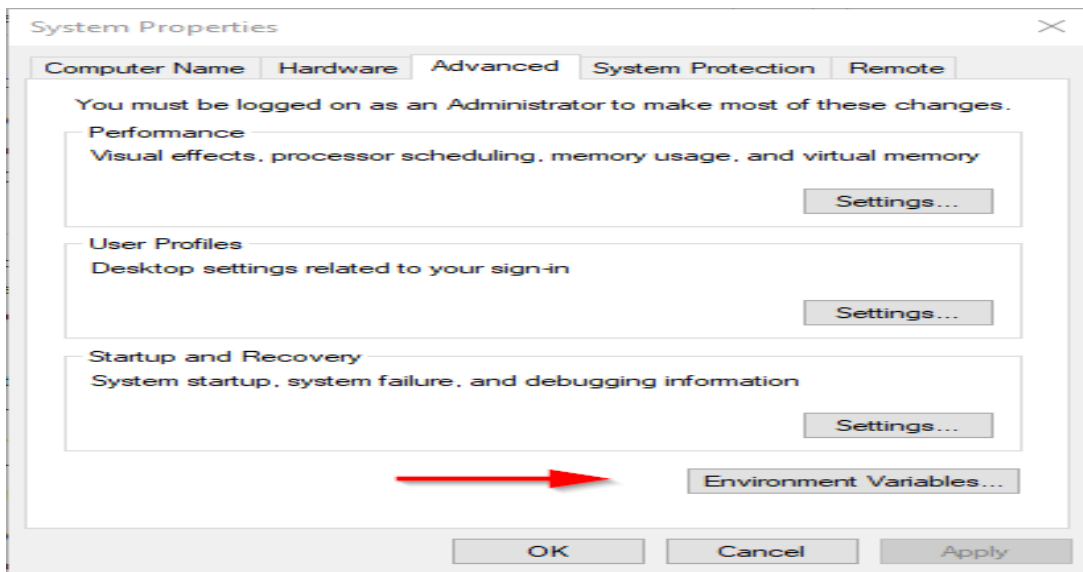 System Properties
Computer Name Hardware Advanced System Protection Remote
You must be logged on as an Administrator to make most of these changes.
Performance
Visual effects, processor scheduling, memory usage, and virtual memory
Settings...
User Profiles
Desktop settings related to your sign-in
Settings...
Startup and Recovery
System startup, system failure, and debugging information
Settings...
Environment Variables...
OK Cancel Apply